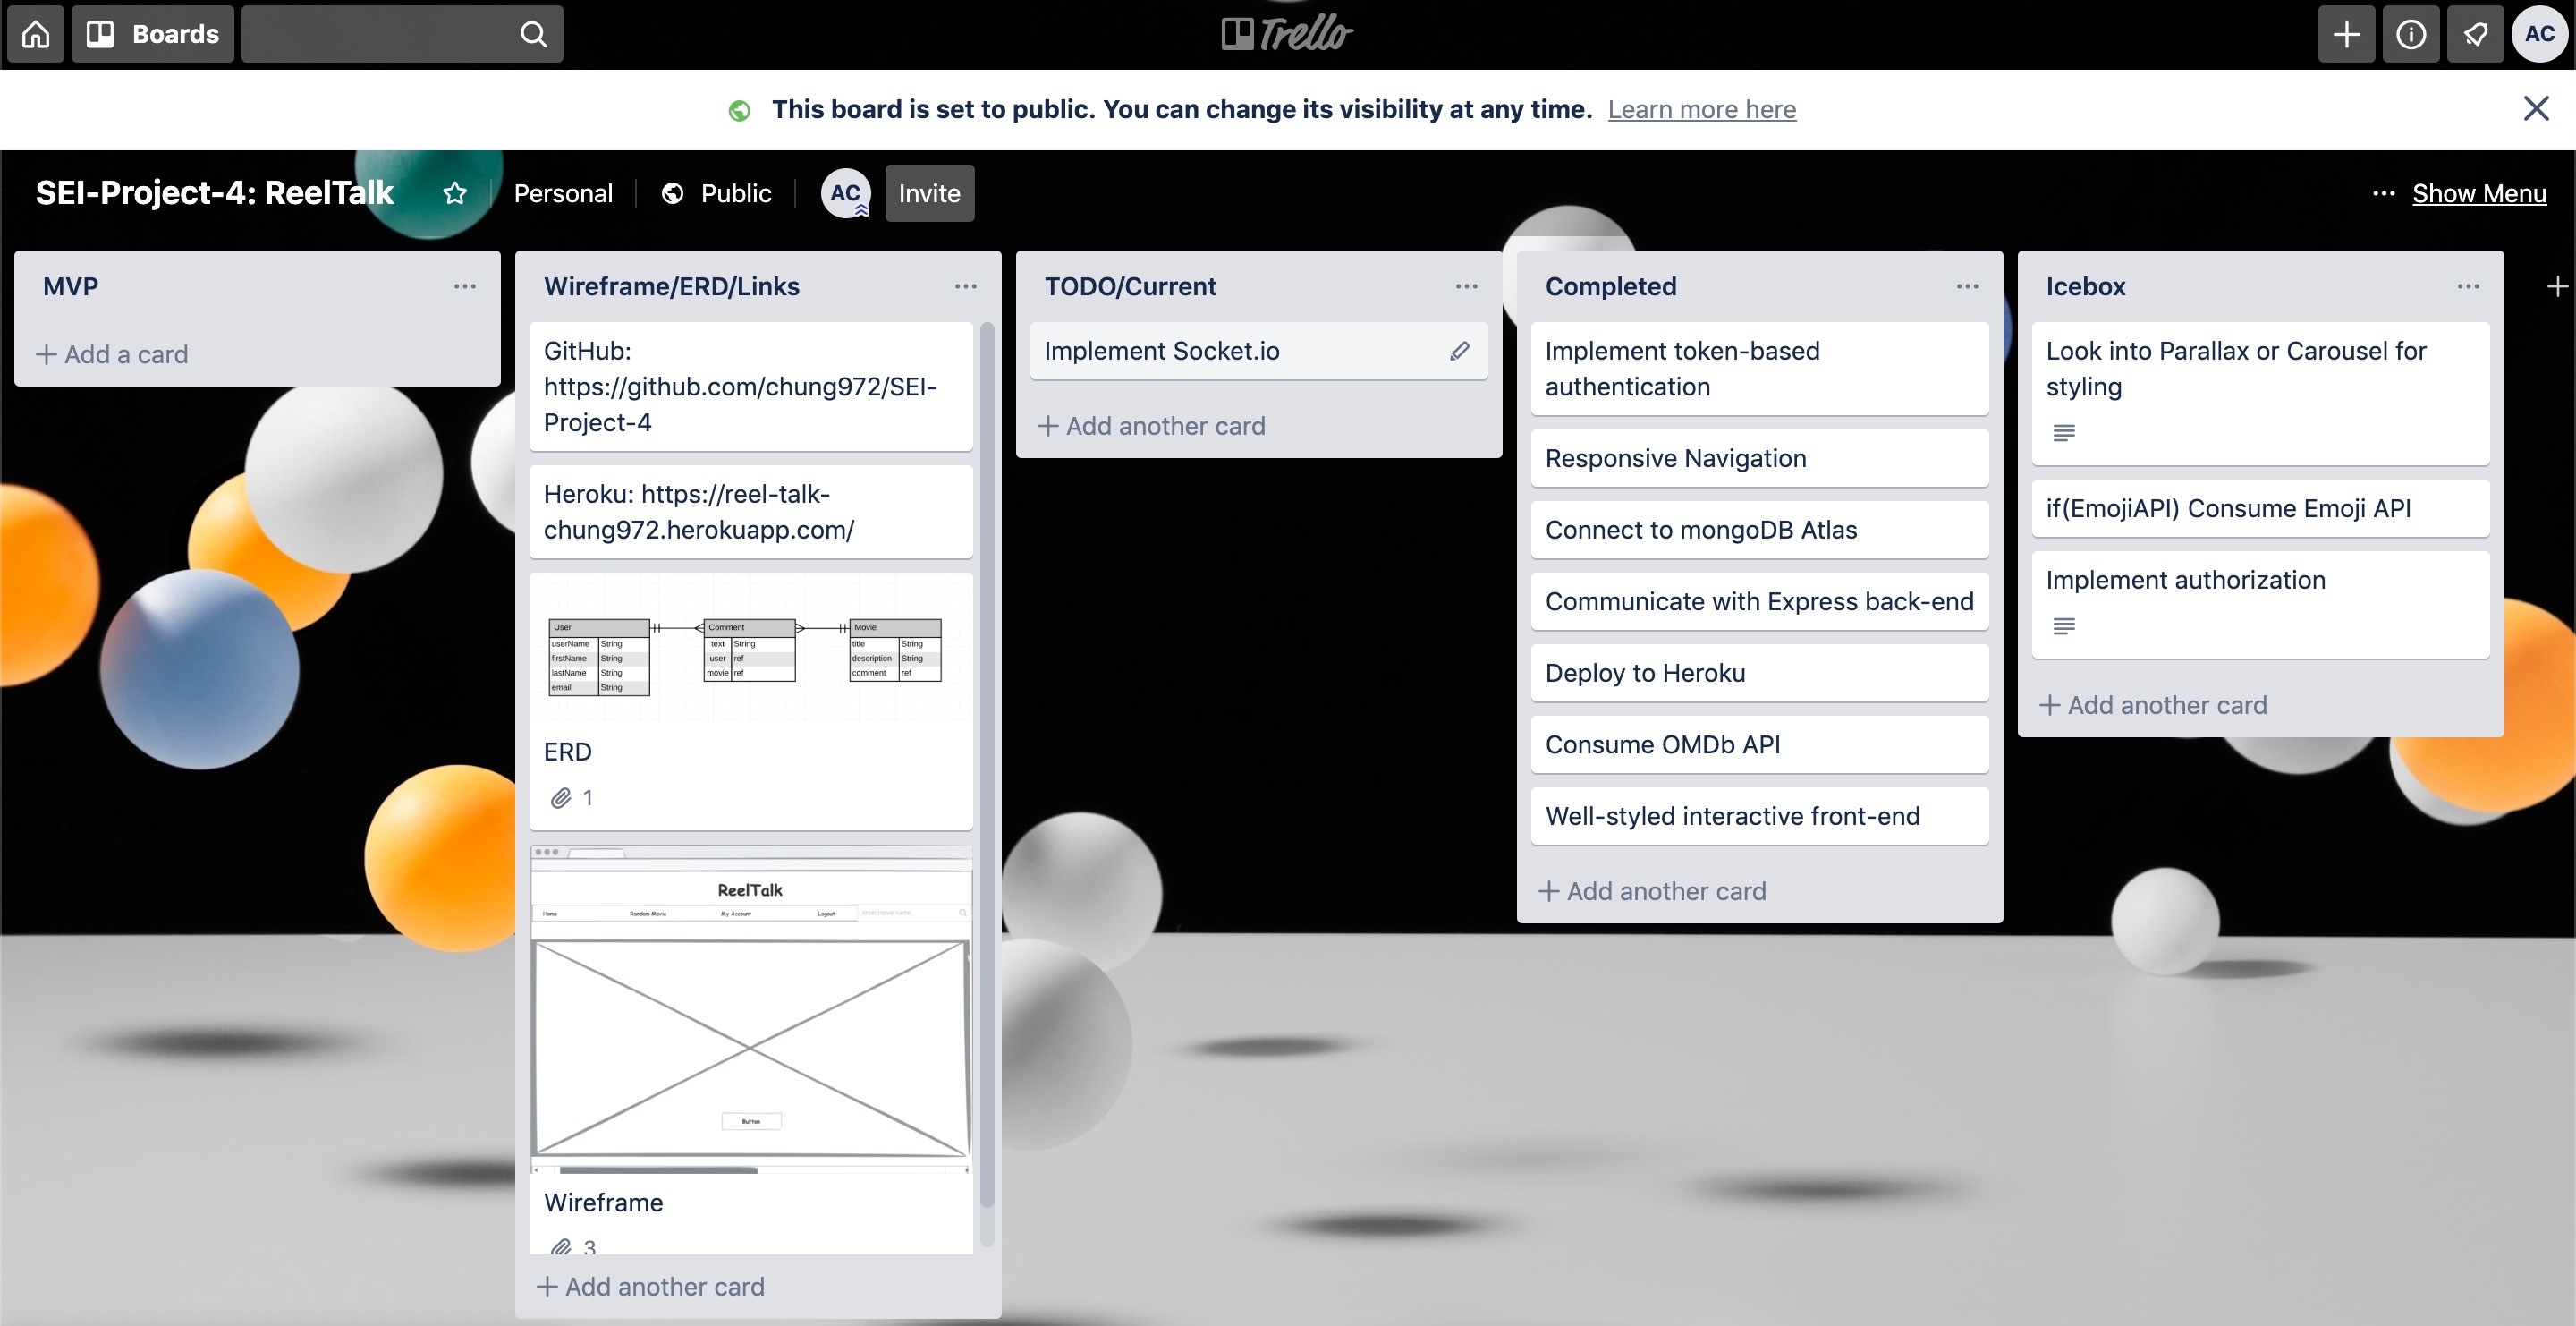 Boards
Trello
AC
This board is set to public. You can change its visibility at any time. Learn more here
SEI-Project-4: ReelTalk
Personal
Public
AC
Invite
... Show Menu
MVP
Add a card
Wireframe/ERD/Links
GitHub:
https://github.com/chung972/SEI-
Project-4
Heroku: https://reel-talk-
chung972.herokuapp.com/
User
userName String
firstName String
lastName String
email String
Comment
text String
user ref
movie ref
Movie
title String
description String
comment ref
ERD
1
ReelTalk
Home Random Movie My Account Logout enter movie name...
Button
Wireframe
3
Add another card
TODO/Current
Implement Socket.io
Add another card
Completed
Implement token-based
authentication
Responsive Navigation
Connect to mongoDB Atlas
Communicate with Express back-end
Deploy to Heroku
Consume OMDb API
Well-styled interactive front-end
Add another card
Icebox
Look into Parallax or Carousel for
styling
if(EmojiAPI) Consume Emoji API
Implement authorization
Add another card